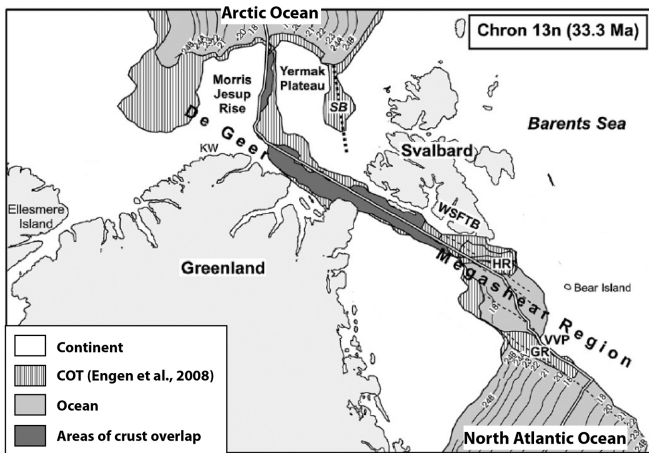 Arctic Ocean
Chron 13n (33.3 Ma)
Morris
Jesup
Rise
Yermak
Plateau
SB
Barents Sea
De Geer
KW
Svalbard
Ellesmere
Island
WSFTB
Greenland
HR
Megashear Region
Bear Island
VVP
GR
Continent
COT (Engen et al., 2008)
Ocean
Areas of crust overlap
North Atlantic Ocean